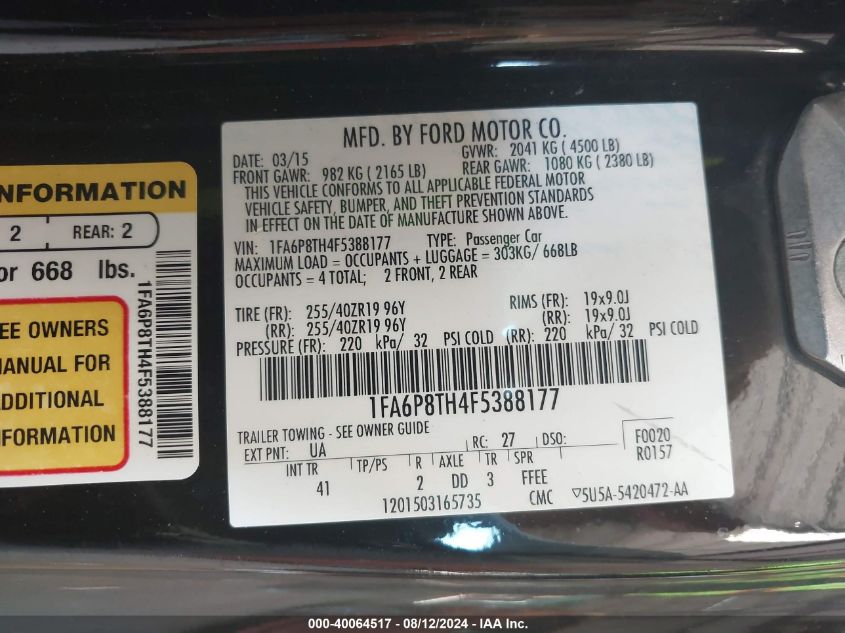 NFORMATION
2 REAR: 2
or 668 lbs.
EE OWNERS
MANUAL FOR
ADDITIONAL
FORMATION
1FA6P8TH4F5388177
MFD. BY FORD MOTOR CO.
DATE: 03/15 GVWR: 2041 KG ( 4500 LB)
FRONT GAWR: 982 KG ( 2165 LB) REAR GAWR: 1080 KG ( 2380 LB)
THIS VEHICLE CONFORMS TO ALL APPLICABLE FEDERAL MOTOR
VEHICLE SAFETY, BUMPER, AND THEFT PREVENTION STANDARDS
IN EFFECT ON THE DATE OF MANUFACTURE SHOWN ABOVE.
VIN: 1FA6P8TH4F5388177 TYPE: Passenger Car
MAXIMUM LOAD = OCCUPANTS + LUGGAGE = 303KG/ 668LB
OCCUPANTS = 4 TOTAL; 2 FRONT, 2 REAR
TIRE (FR): 255/40ZR19 96Y RIMS (FR): 19x9.0J
(RR): 255/40ZR19 96Y (RR): 19x9.0J
PRESSURE (FR): 220 kPa/ 32 PSI COLD (RR): 220 kPa/ 32 PSI COLD
1FA6P8TH4F5388177
TRAILER TOWING - SEE OWNER GUIDE
EXT PNT: UA RC: 27 DSO: F0020
R0157
INT TR TP/PS R AXLE TR SPR
41 2 DD 3 FFEE
1201503165735 CMC ▽5U5A-5420472-AA
000-40064517 - 08/12/2024 - IAA Inc.